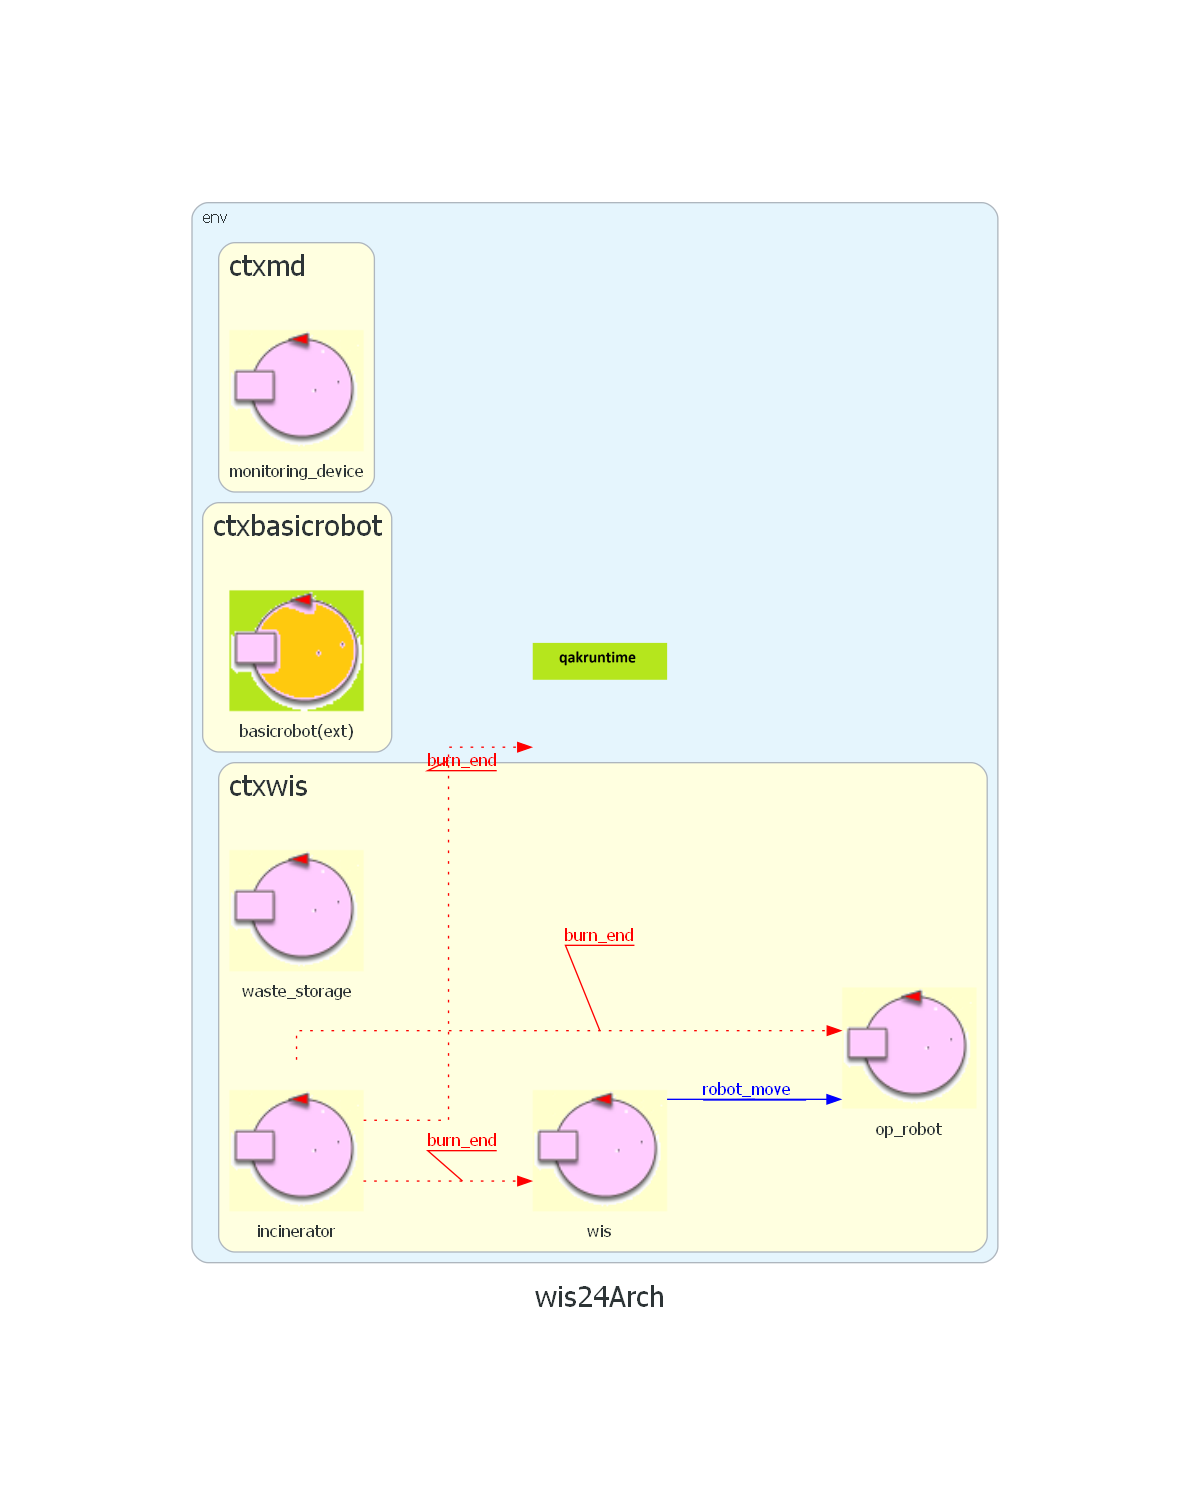 env
ctxmd
monitoring_device
ctxbasicrobot
basicrobot(ext)
qakruntime
burn_end
ctxwis
waste_storage
burn_end
robot_move
op_robot
burn_end
incinerator
wis
wis24Arch